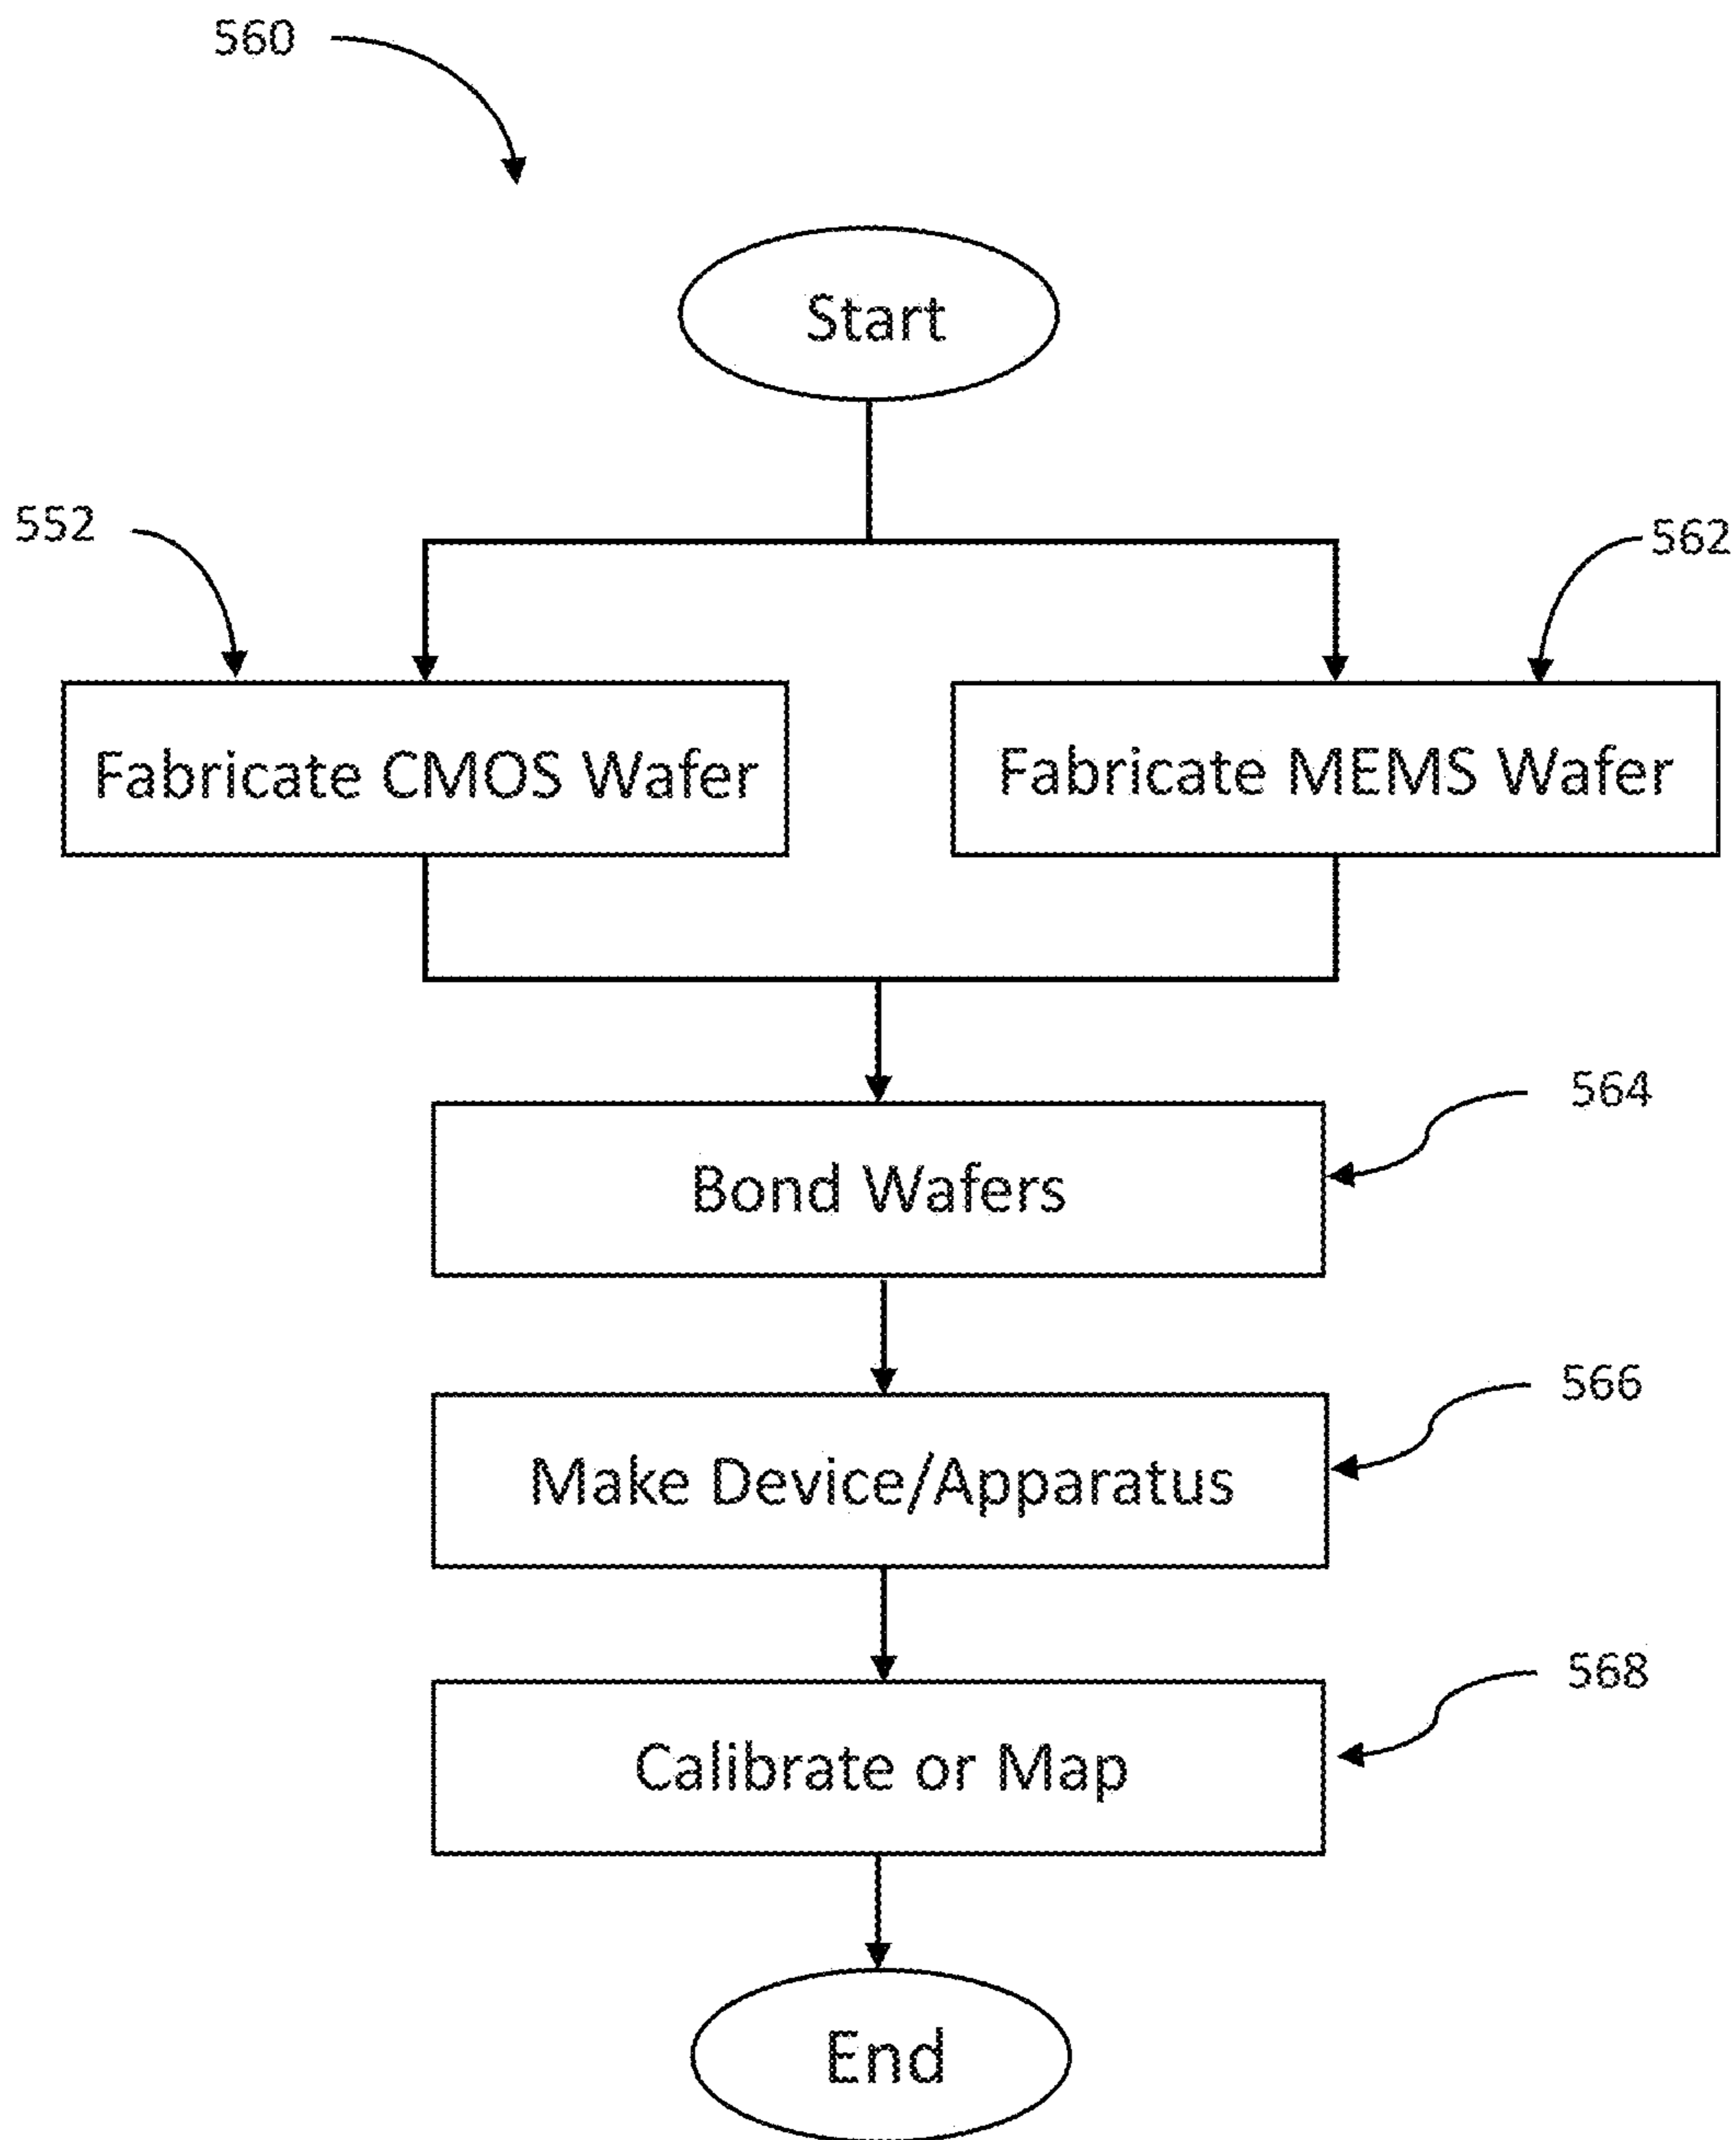 560
Start
552
562
Fabricate CMOS Wafer
Fabricate MEMS Wafer
564
Bond Wafers
566
Make Device/Apparatus
568
Calibrate or Map
End